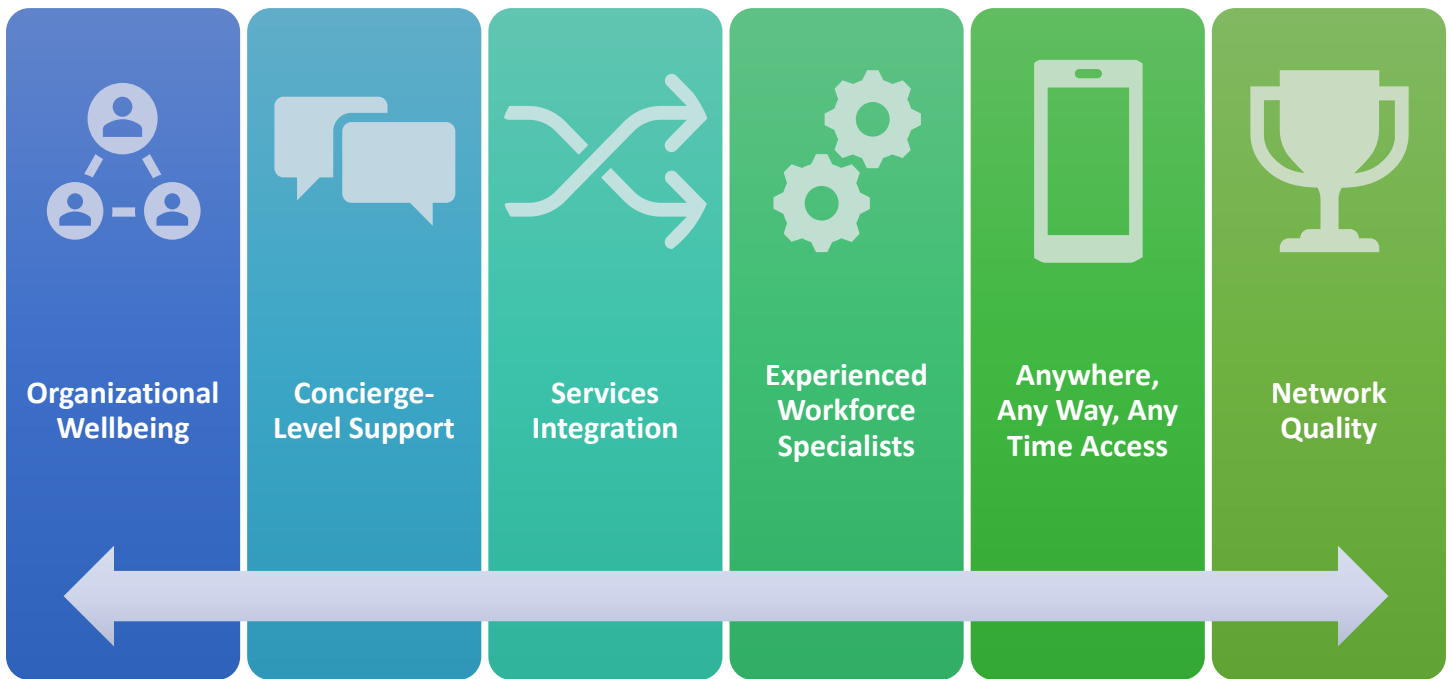 Organizational
Wellbeing
Concierge-
Level Support
Services
Integration
Experienced
Workforce
Specialists
Anywhere,
Any Way, Any
Time Access
Network
Quality